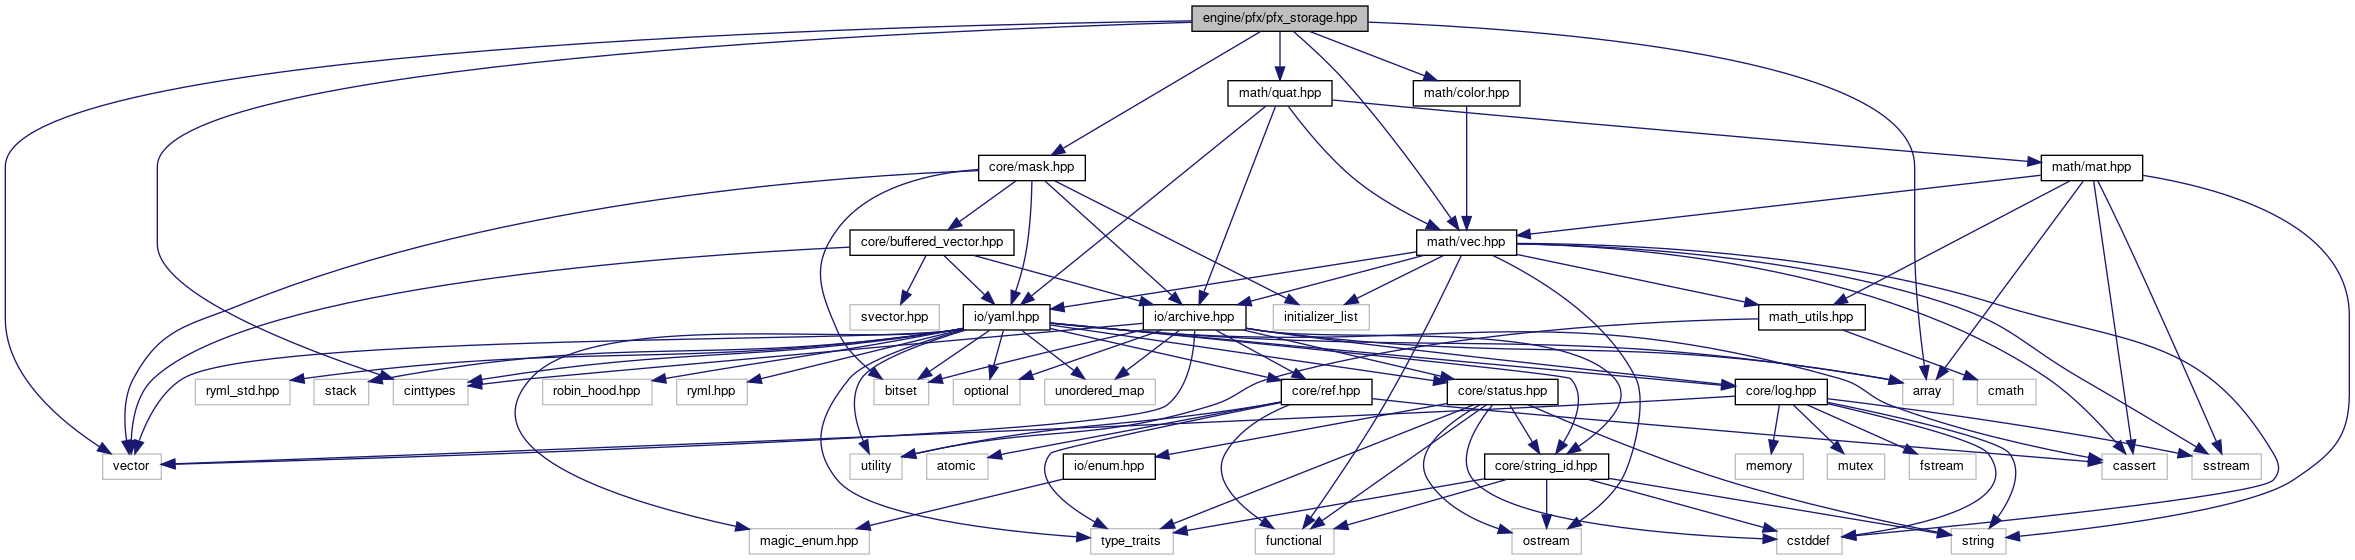 engine/pfx/pfx_storage.hpp
math/quat.hpp
math/color.hpp
core/mask.hpp
math/mat.hpp
core/buffered_vector.hpp
math/vec.hpp
svector.hpp
io/yaml.hpp
io/archive.hpp
initializer_list
math_utils.hpp
ryml_std.hpp
stack
cinttypes
robin_hood.hpp
ryml.hpp
bitset
optional
unordered_map
core/ref.hpp
core/status.hpp
core/log.hpp
array
cmath
vector
utility
atomic
io/enum.hpp
core/string_id.hpp
memory
mutex
fstream
cassert
sstream
magic_enum.hpp
type_traits
functional
ostream
cstddef
string